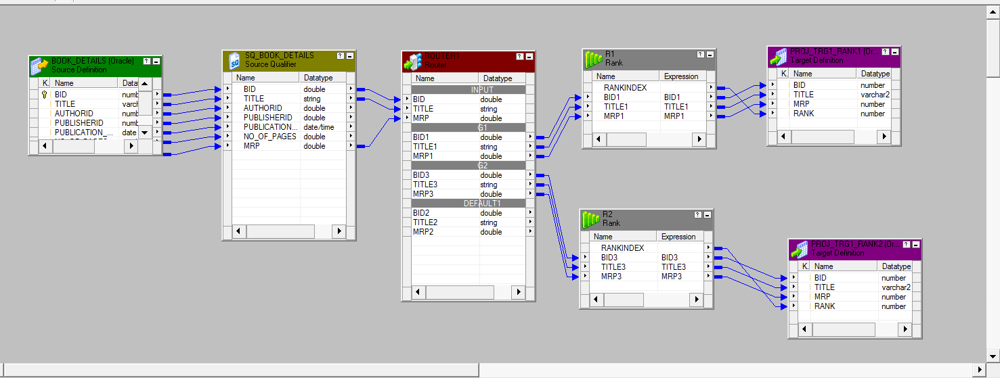 BOOK_DETAILS (Oracle)
Source Definition
K. Name Data
BID numb
TITLE varch
AUTHORID numb
PUBLISHERID numb
PUBLICATION_... date
SQ_BOOK_DETAILS
Source Qualifier
Name Datatype
BID double
TITLE string
AUTHORID double
PUBLISHERID double
PUBLICATION... date/time
NO_OF_PAGES double
MRP double
ROUTER1
Router
Name Datatype
INPUT
BID double
TITLE string
MRP double
G1
BID1 double
TITLE1 string
MRP1 double
G2
BID3 double
TITLE3 string
MRP3 double
DEFAULT1
BID2 double
TITLE2 string
MRP2 double
R1
Rank
Name Expression
RANKINDEX
BID1 BID1
TITLE1 TITLE1
MRP1 MRP1
PROJ_TRG1_RANK1 (Or...
Target Definition
K. Name Datatype
BID number
TITLE varchar2
MRP number
RANK number
R2
Rank
Name Expression
RANKINDEX
BID3 BID3
TITLE3 TITLE3
MRP3 MRP3
PROJ_TRG1_RANK2 (Or...
Target Definition
K. Name Datatype
BID number
TITLE varchar2
MRP number
RANK number